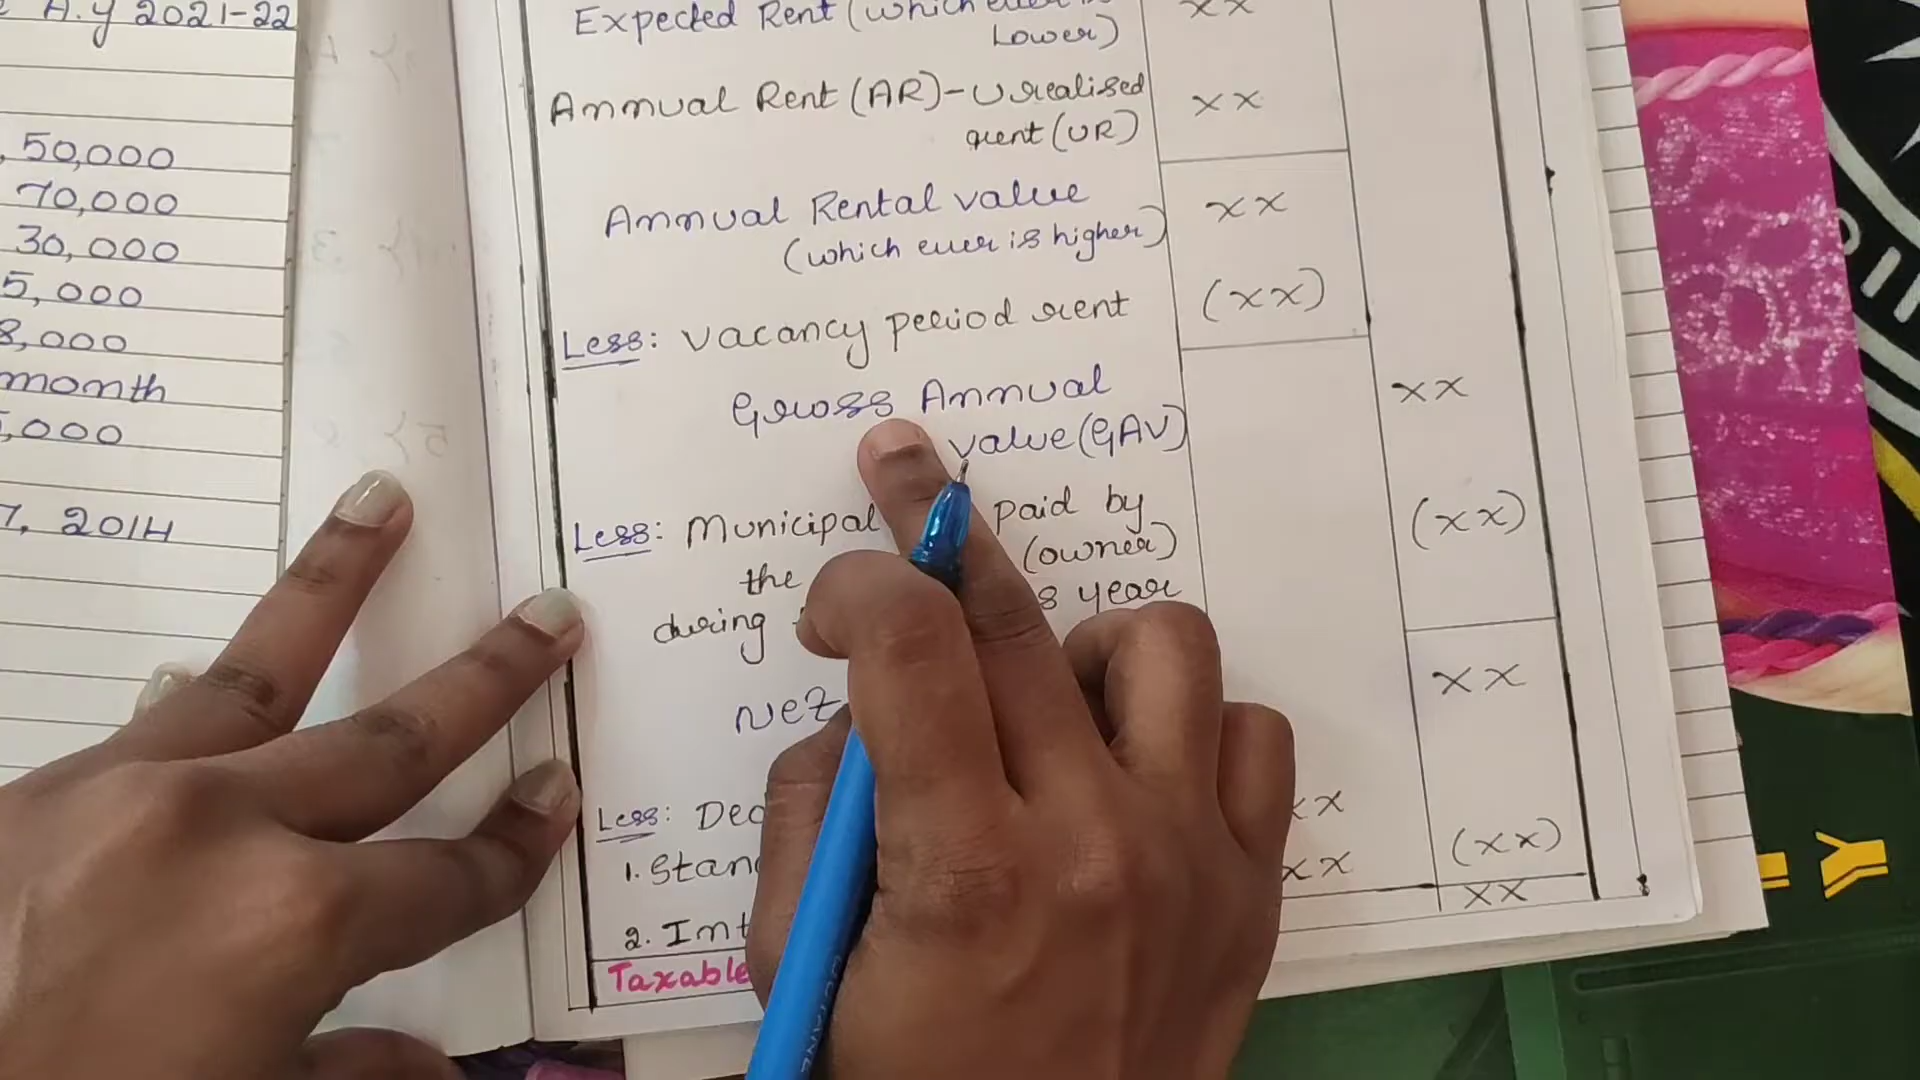 A.y 2021-22
50,000
70,000
30,000
5,000
8,000
month
,000
7, 2014
Expected Rent (which ever is
Lower) xx
Annual Rent (AR)-Urealised
rent (UR) xx
Annual Rental value xx
(which ever is higher)
Less: vacancy period rent (xx)
Gross Annual xx
value (GAV)
Less: Municipal paid by (xx)
the (owner)
during year
Net xx
Less: Ded xx
1. Stand xx (xx)
2. Int xx
Taxable